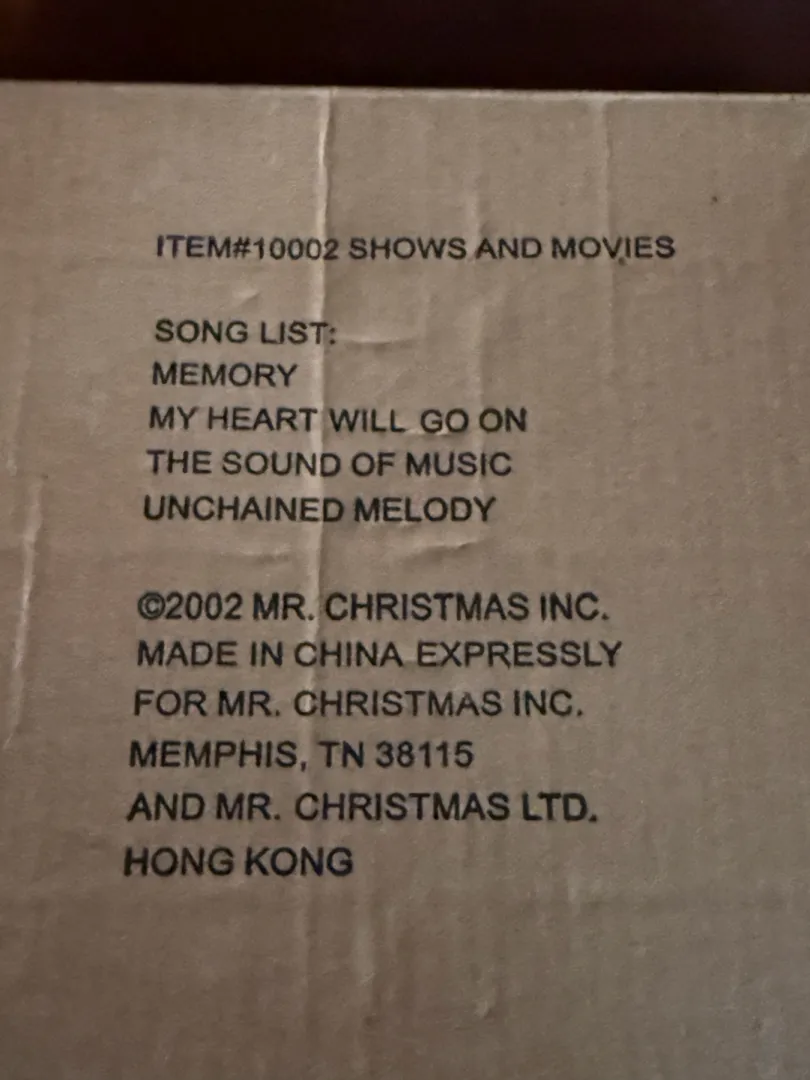 ITEM#10002 SHOWS AND MOVIES
SONG LIST:
MEMORY
MY HEART WILL GO ON
THE SOUND OF MUSIC
UNCHAINED MELODY
©2002 MR. CHRISTMAS INC.
MADE IN CHINA EXPRESSLY
FOR MR. CHRISTMAS INC.
MEMPHIS, TN 38115
AND MR. CHRISTMAS LTD.
HONG KONG